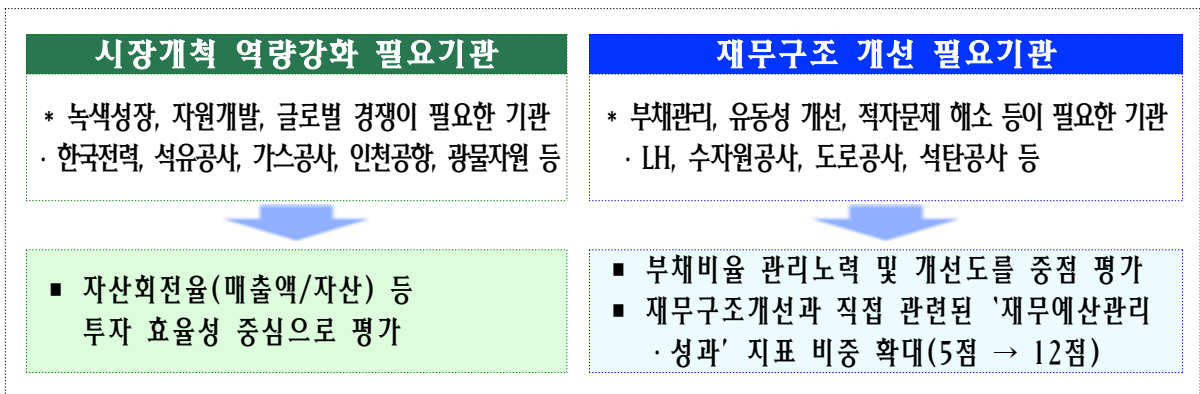 시장개척 역량강화 필요기관
* 녹색성장, 자원개발, 글로벌 경쟁이 필요한 기관
· 한국전력, 석유공사, 가스공사, 인천공항, 광물자원 등
■ 자산회전율(매출액/자산) 등
투자 효율성 중심으로 평가
재무구조 개선 필요기관
* 부채관리, 유동성 개선, 적자문제 해소 등이 필요한 기관
· LH, 수자원공사, 도로공사, 석탄공사 등
■ 부채비율 관리노력 및 개선도를 중점 평가
■ 재무구조개선과 직접 관련된 '재무예산관리
· 성과' 지표 비중 확대(5점 → 12점)